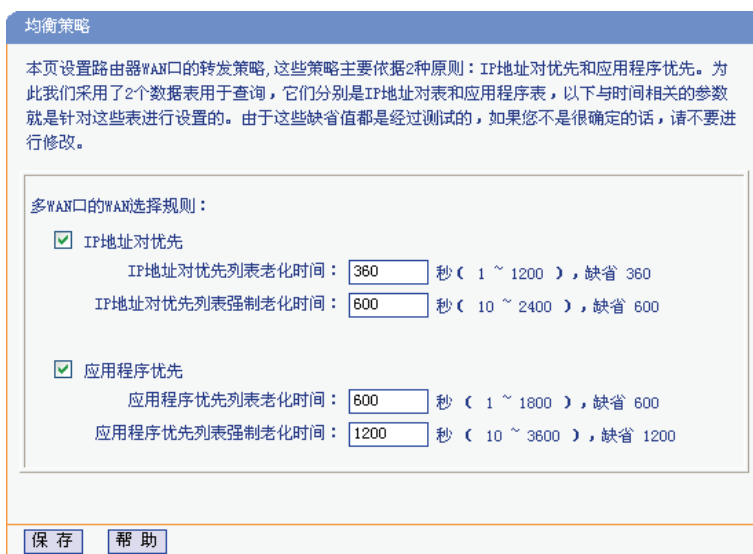 均衡策略
本页设置路由器WAN口的转发策略,这些策略主要依据2种原则：IP地址对优先和应用程序优先。为
此我们采用了2个数据表用于查询，它们分别是IP地址对表和应用程序表，以下与时间相关的参数
就是针对这些表进行设置的。由于这些缺省值都是经过测试的，如果您不是很确定的话，请不要进
行修改。
多WAN口的WAN选择规则：
IP地址对优先
IP地址对优先列表老化时间： 360 秒（ 1 ~ 1200 ），缺省 360
IP地址对优先列表强制老化时间： 600 秒（ 10 ~ 2400 ），缺省 600
应用程序优先
应用程序优先列表老化时间： 600 秒 （ 1 ~ 1800 ），缺省 600
应用程序优先列表强制老化时间： 1200 秒 （ 10 ~ 3600 ），缺省 1200
保 存 帮 助